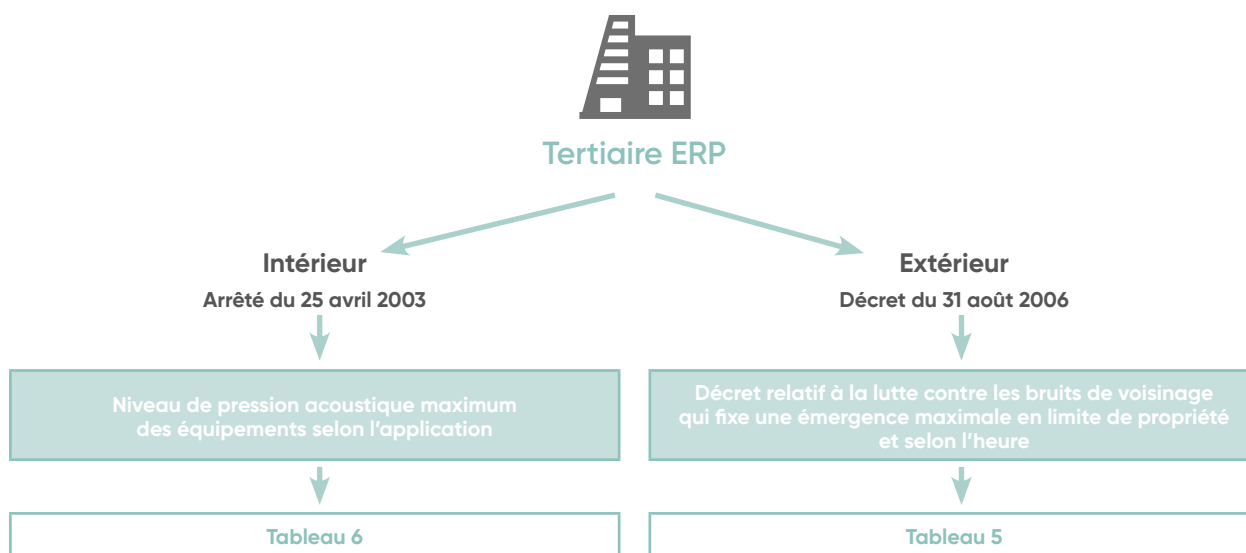 Tertiaire ERP
Intérieur
Arrêté du 25 avril 2003
Niveau de pression acoustique maximum
des équipements selon l'application
Tableau 6
Extérieur
Décret du 31 août 2006
Décret relatif à la lutte contre les bruits de voisinage
qui fixe une émergence maximale en limite de propriété
et selon l'heure
Tableau 5